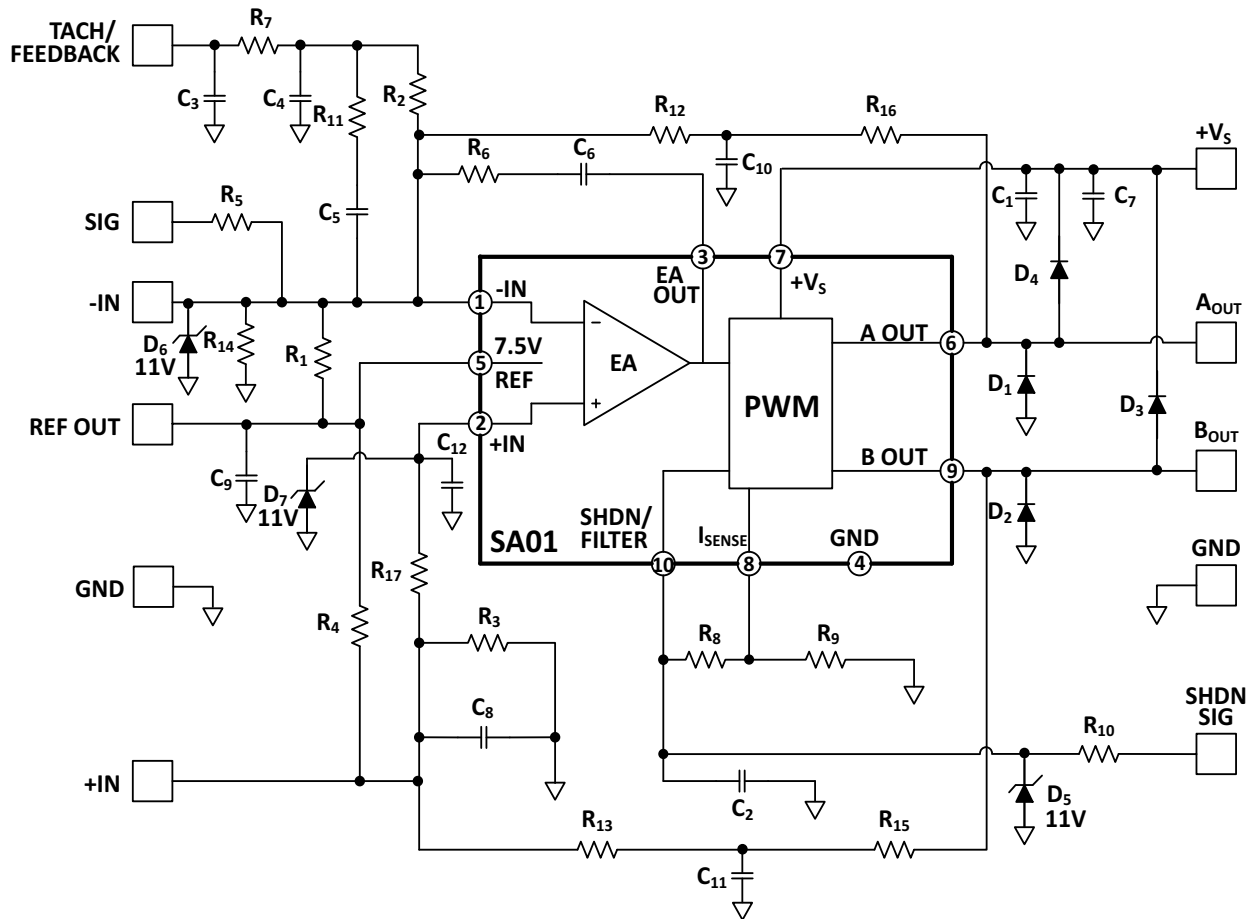 TACH/
FEEDBACK
R7
C3
C4
R11
R2
R12
R16
+VS
R6
C6
C10
C1
C7
SIG
R5
C5
3
7
EA
OUT
+VS
D4
-IN
1
-IN
−
D6
11V
R14
R1
7.5V
5
REF
EA
A OUT
6
AOUT
D1
PWM
D3
REF OUT
2
+IN
+
C12
C9
D7
11V
B OUT
9
BOUT
D2
SHDN/
FILTER
ISENSE
GND
SA01
10
8
4
GND
GND
R17
R4
R3
R8
R9
C8
SHDN
SIG
R10
+IN
C2
D5
11V
R13
R15
C11